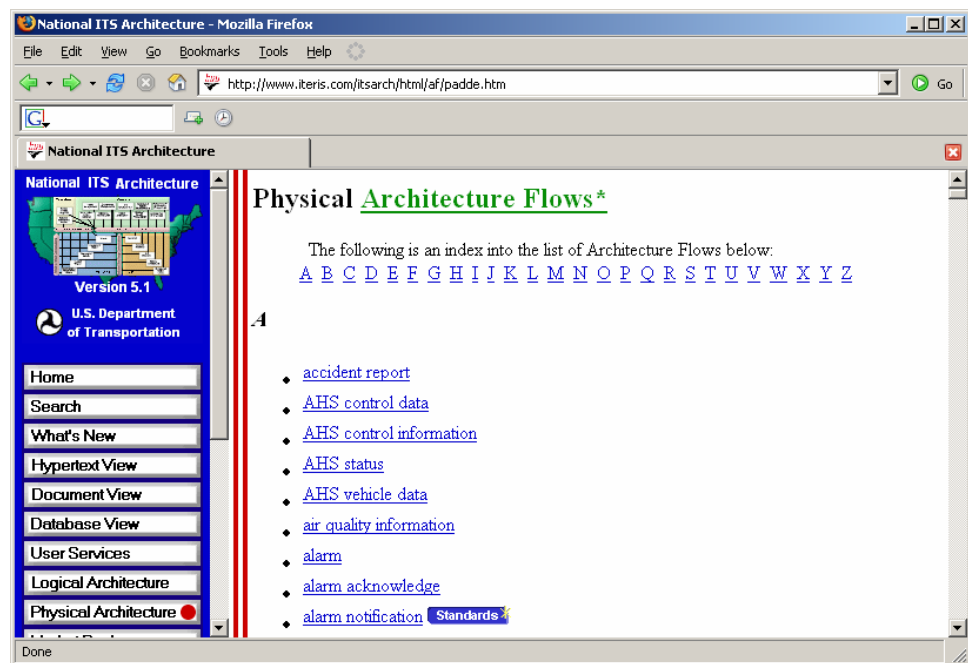 National ITS Architecture - Mozilla Firefox
File Edit View Go Bookmarks Tools Help
http://www.iteris.com/itsarch/html/af/padde.htm Go
G
National ITS Architecture
National ITS Architecture
Version 5.1
U.S. Department
of Transportation
Home
Search
What's New
Hypertext View
Document View
Database View
User Services
Logical Architecture
Physical Architecture
Physical Architecture Flows*
The following is an index into the list of Architecture Flows below:
A B C D E F G H I J K L M N O P Q R S T U V W X Y Z
A
accident report
AHS control data
AHS control information
AHS status
AHS vehicle data
air quality information
alarm
alarm acknowledge
alarm notification Standards
Done